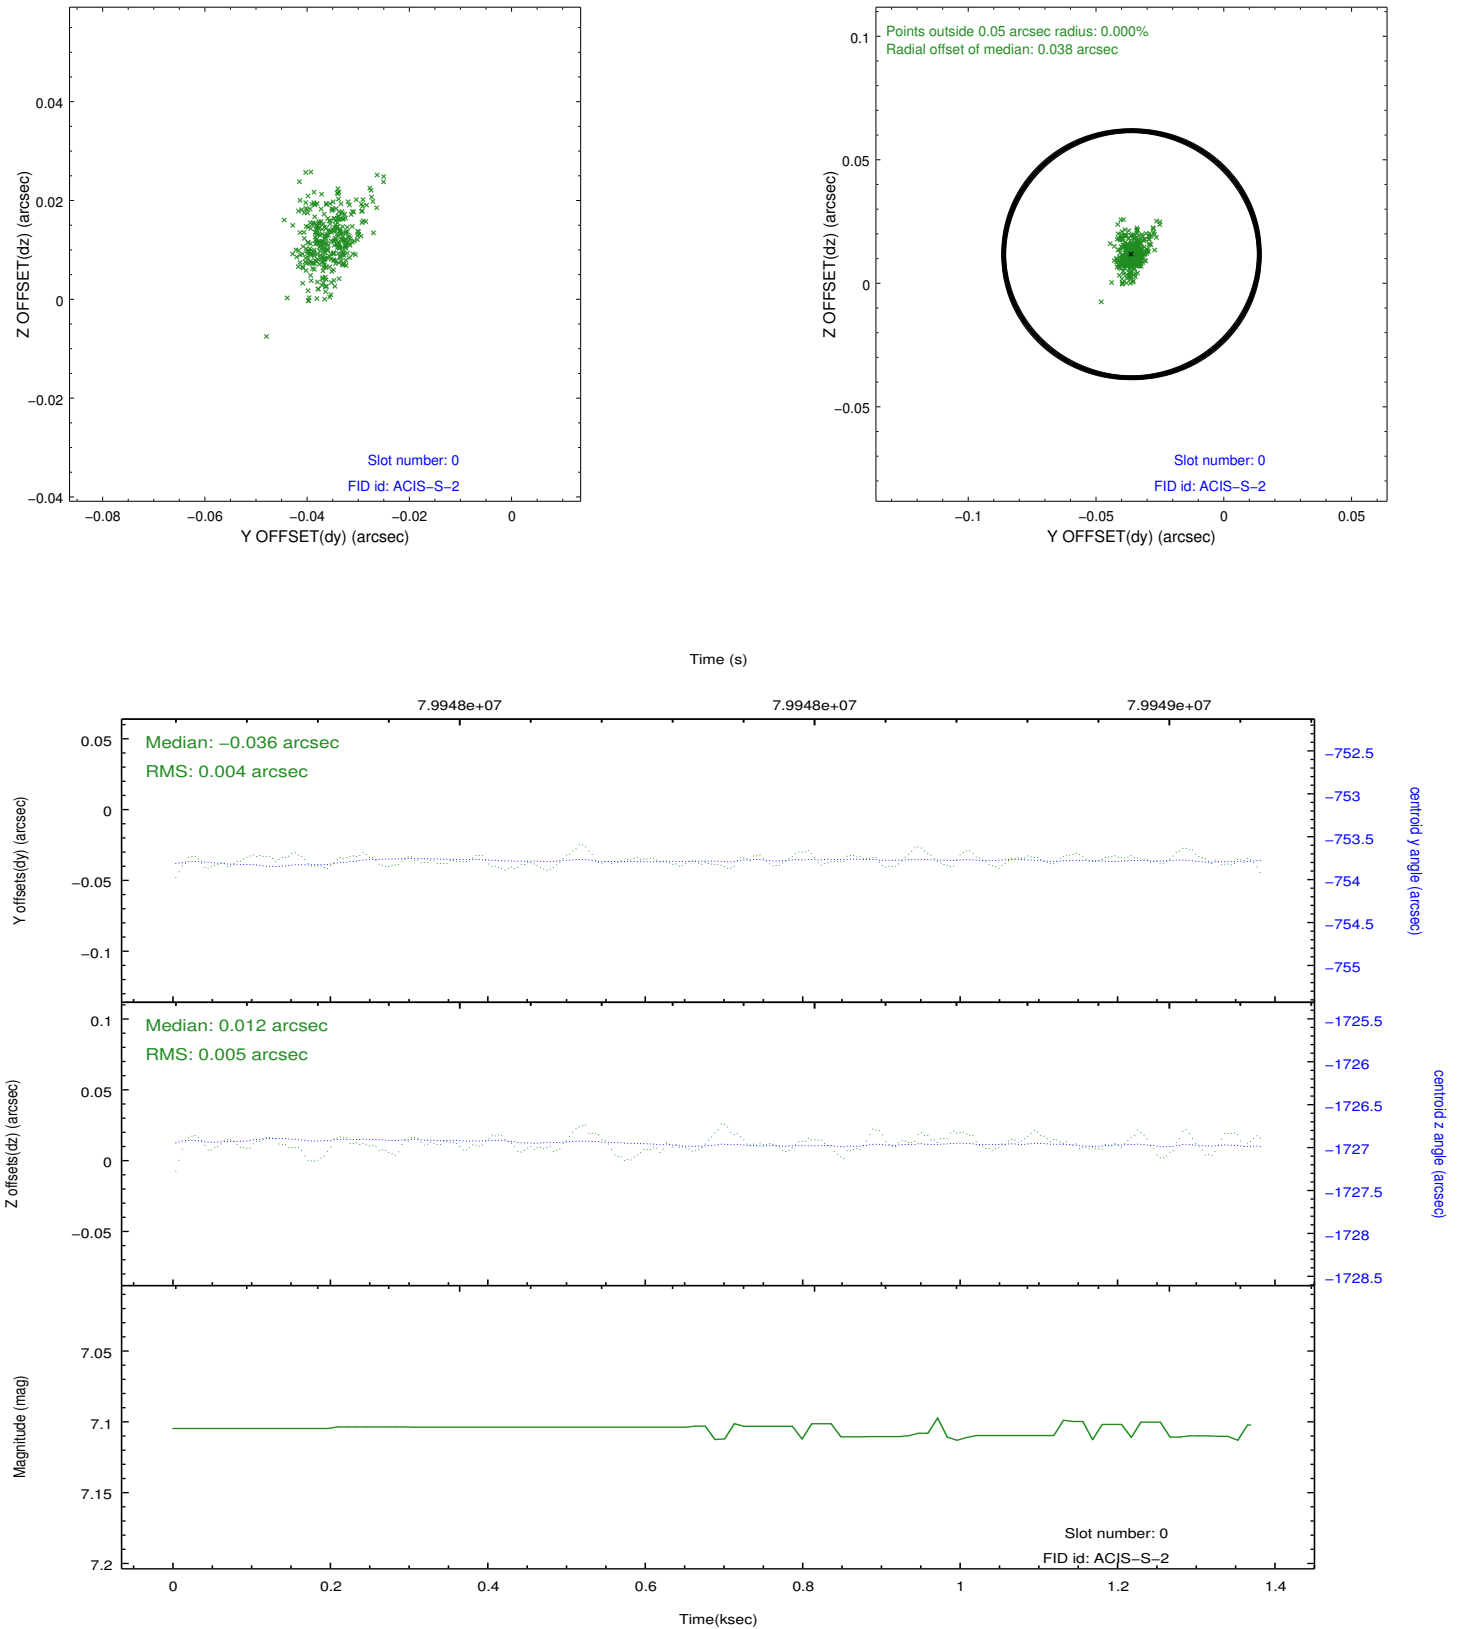 0.04
0.02
0
−0.02
−0.04
Z OFFSET(dz) (arcsec)
Slot number: 0
FID id: ACIS−S−2
−0.08
−0.06
−0.04
−0.02
0
Y OFFSET(dy) (arcsec)
Points outside 0.05 arcsec radius: 0.000%
Radial offset of median: 0.038 arcsec
0.1
0.05
0
−0.05
Z OFFSET(dz) (arcsec)
Slot number: 0
FID id: ACIS−S−2
−0.1
−0.05
0
0.05
Y OFFSET(dy) (arcsec)
Time (s)
7.9948e+07
7.9948e+07
7.9949e+07
Median: −0.036 arcsec
RMS: 0.004 arcsec
0.05
0
−0.05
−0.1
Y offsets(dy) (arcsec)
−752.5
−753
−753.5
−754
−754.5
−755
centroid y angle (arcsec)
Median: 0.012 arcsec
RMS: 0.005 arcsec
0.1
0.05
0
−0.05
Z offsets(dz) (arcsec)
−1725.5
−1726
−1726.5
−1727
−1727.5
−1728
−1728.5
centroid z angle (arcsec)
7.05
7.1
7.15
7.2
Magnitude (mag)
Slot number: 0
FID id: ACIS−S−2
0
0.2
0.4
0.6
0.8
1
1.2
1.4
Time(ksec)